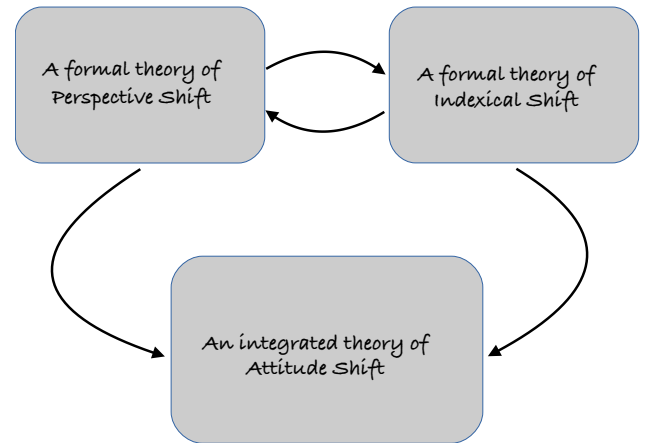 A formal theory of
Perspective Shift
A formal theory of
Indexical Shift
An integrated theory of
Attitude Shift